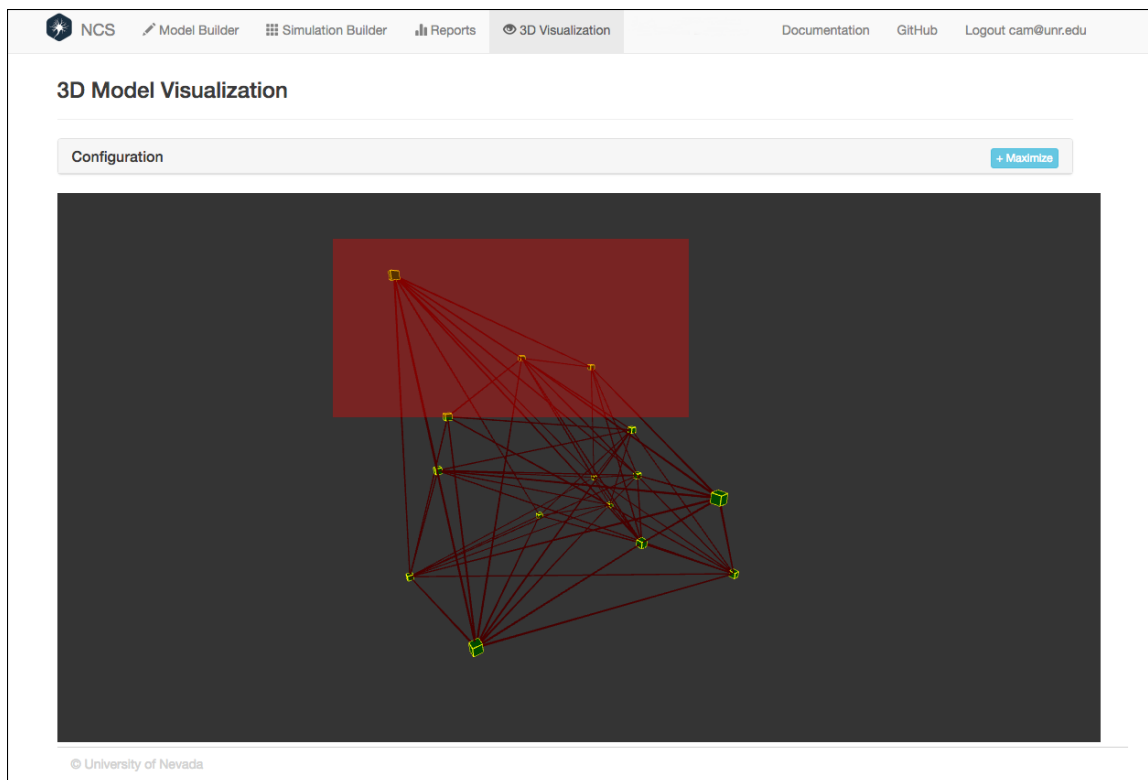 NCS Model Builder Simulation Builder Reports 3D Visualization Documentation GitHub Logout cam@unr.edu
3D Model Visualization
Configuration + Maximize
© University of Nevada